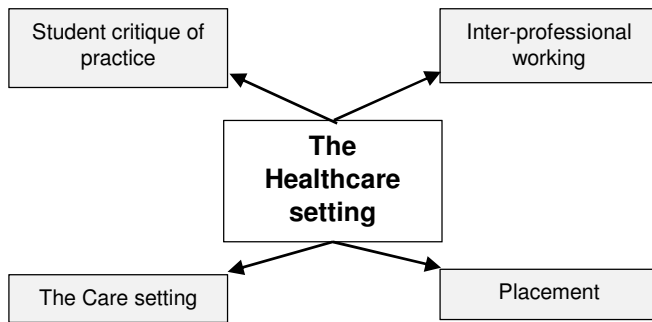 Student critique of
practice
Inter-professional
working
The
Healthcare
setting
The Care setting
Placement